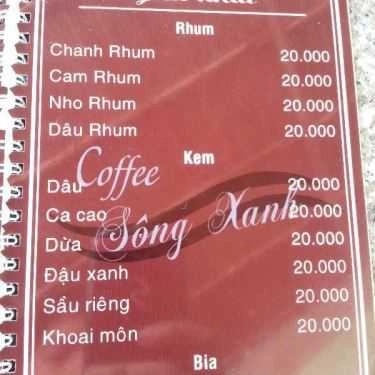 Rhum
Chanh Rhum 20.000
Cam Rhum 20.000
Nho Rhum 20.000
Dâu Rhum 20.000
Kem
Coffee
Dâu 20.000
Ca cao 20.000
Sông Xanh
Dừa 20.000
Đậu xanh 20.000
Sầu riêng 20.000
Khoai môn 20.000
Bia